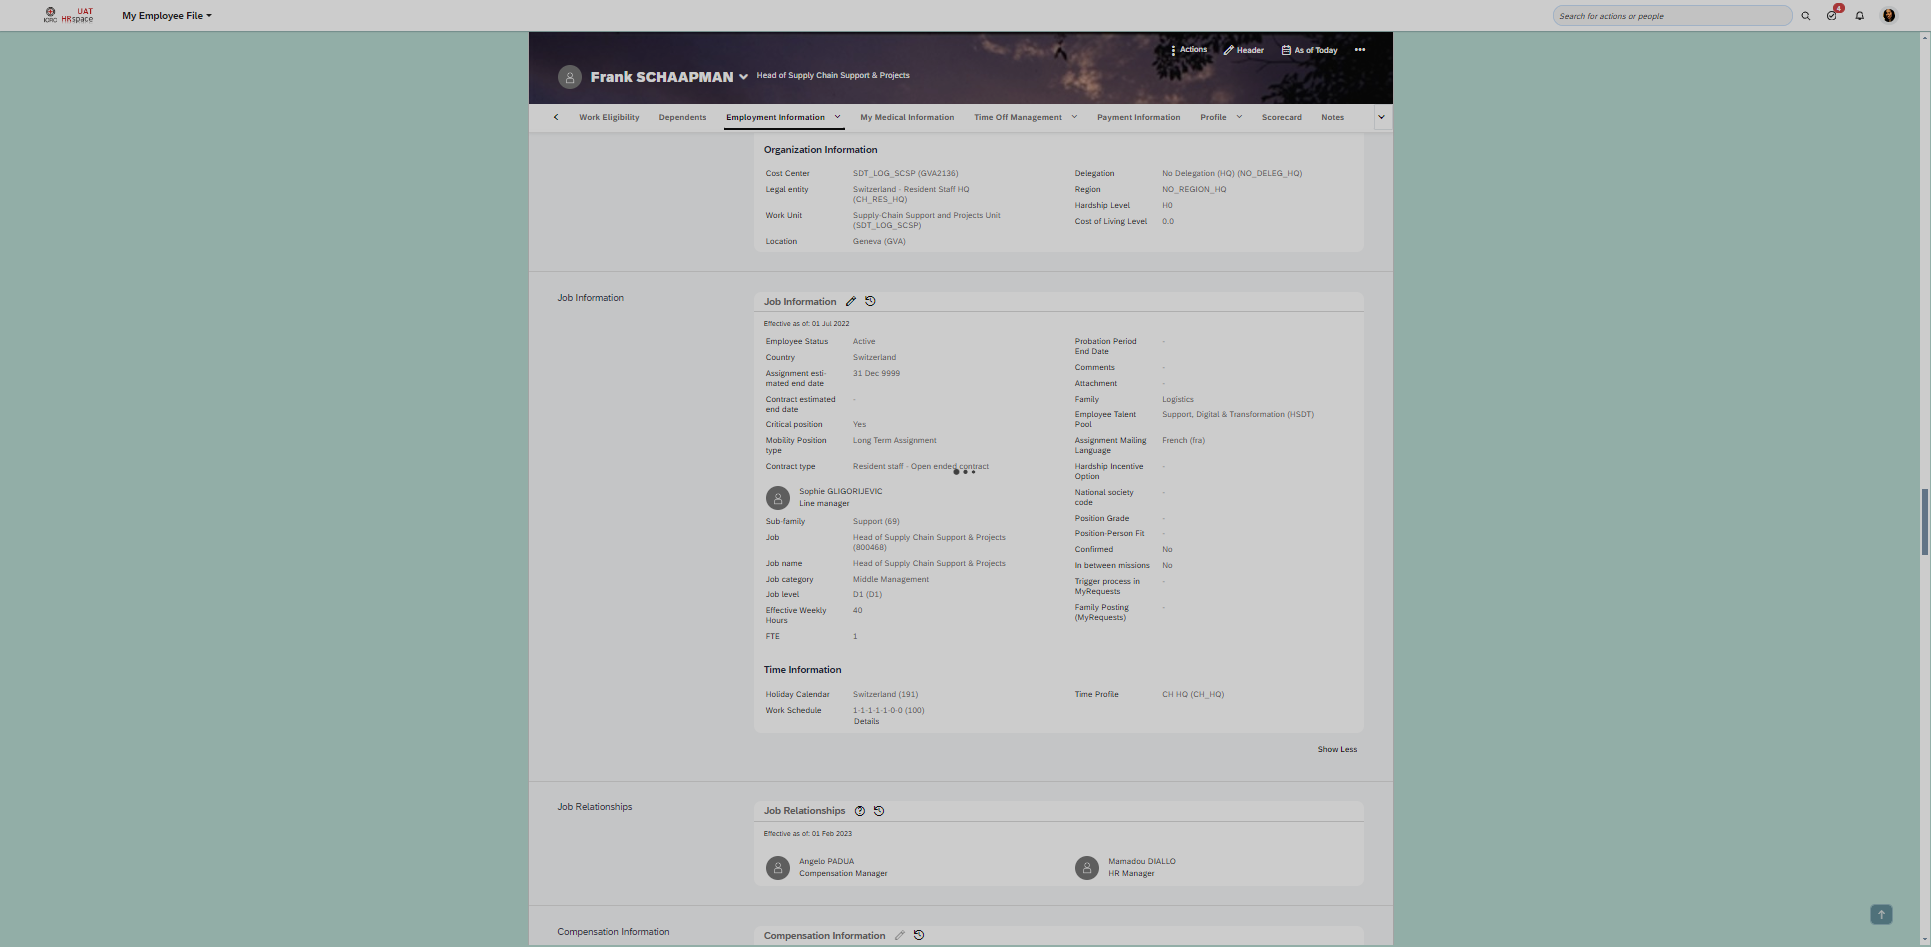 ICRC UAT HRspace My Employee File Search for actions or people 4
Actions Header As of Today
Frank SCHAAPMAN Head of Supply Chain Support & Projects
Work Eligibility Dependents Employment Information My Medical Information Time Off Management Payment Information Profile Scorecard Notes
Organization Information
Cost Center SDT_LOG_SCSP (GVA2136)
Legal entity Switzerland - Resident Staff HQ
(CH_RES_HQ)
Work Unit Supply-Chain Support and Projects Unit
(SDT_LOG_SCSP)
Location Geneva (GVA)
Delegation No Delegation (HQ) (NO_DELEG_HQ)
Region NO_REGION_HQ
Hardship Level H0
Cost of Living Level 0.0
Job Information
Job Information
Effective as of: 01 Jul 2022
Employee Status Active
Country Switzerland
Assignment esti-
mated end date 31 Dec 9999
Contract estimated
end date -
Critical position Yes
Mobility Position
type Long Term Assignment
Contract type Resident staff - Open ended contract
Sophie GLIGORIJEVIC
Line manager
Sub-family Support (69)
Job Head of Supply Chain Support & Projects
(800468)
Job name Head of Supply Chain Support & Projects
Job category Middle Management
Job level D1 (D1)
Effective Weekly
Hours 40
FTE 1
Probation Period
End Date -
Comments -
Attachment -
Family Logistics
Employee Talent
Pool Support, Digital & Transformation (HSDT)
Assignment Mailing
Language French (fra)
Hardship Incentive
Option -
National society
code -
Position Grade -
Position-Person Fit -
Confirmed No
In between missions No
Trigger process in
MyRequests -
Family Posting
(MyRequests) -
Time Information
Holiday Calendar Switzerland (191)
Work Schedule 1-1-1-1-1-0-0 (100)
Details
Time Profile CH HQ (CH_HQ)
Show Less
Job Relationships
Job Relationships
Effective as of: 01 Feb 2023
Angelo PADUA
Compensation Manager
Mamadou DIALLO
HR Manager
Compensation Information
Compensation Information